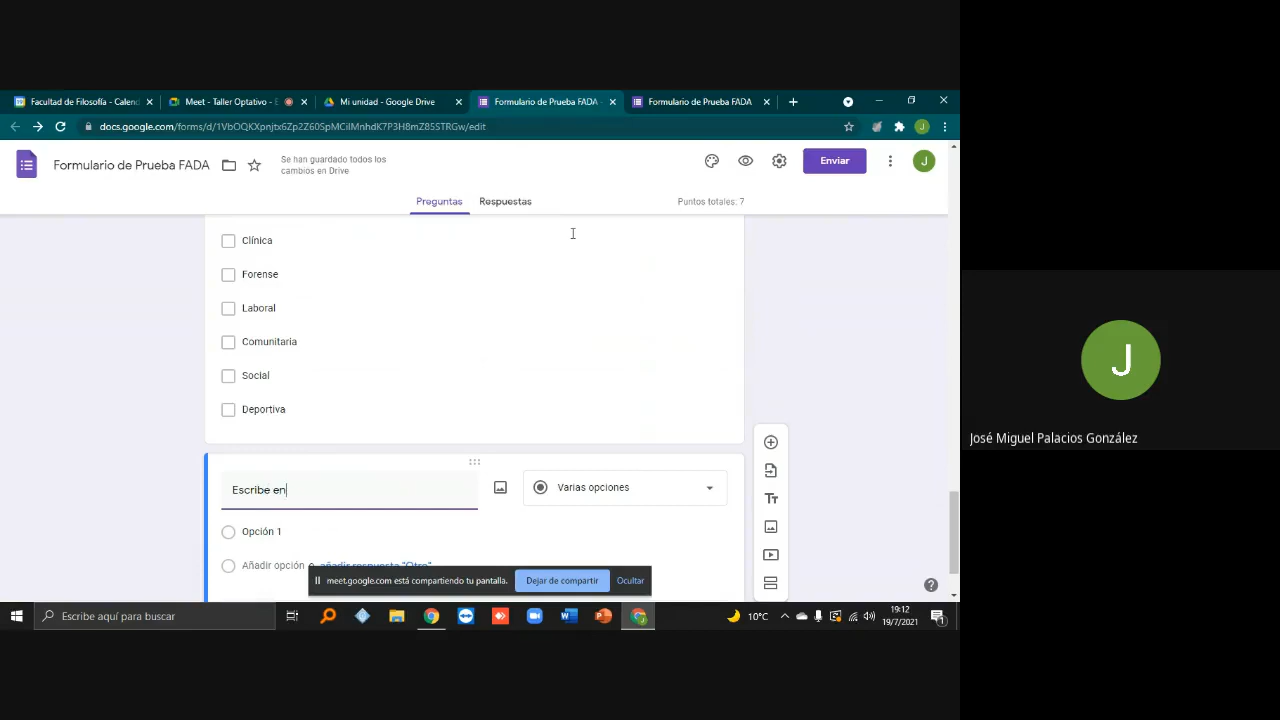 Facultad de Filosofía - Calend
Meet - Taller Optativo - E
Mi unidad - Google Drive
Formulario de Prueba FADA
Formulario de Prueba FADA
docs.google.com/forms/d/1VbOQKXpnjtx6Zp2Z60SpMCilMnhdK7P3H8mZ85STRGw/edit
J
Formulario de Prueba FADA
Se han guardado todos los
cambios en Drive
Enviar
J
Preguntas
Respuestas
Puntos totales: 7
Clínica
Forense
Laboral
Comunitaria
Social
Deportiva
Escribe en
Varias opciones
Opción 1
Añadir opción o añadir respuesta "Otro"
meet.google.com está compartiendo tu pantalla.
Dejar de compartir
Ocultar
Escribe aquí para buscar
10°C
19:12
19/7/2021
1
J
José Miguel Palacios González